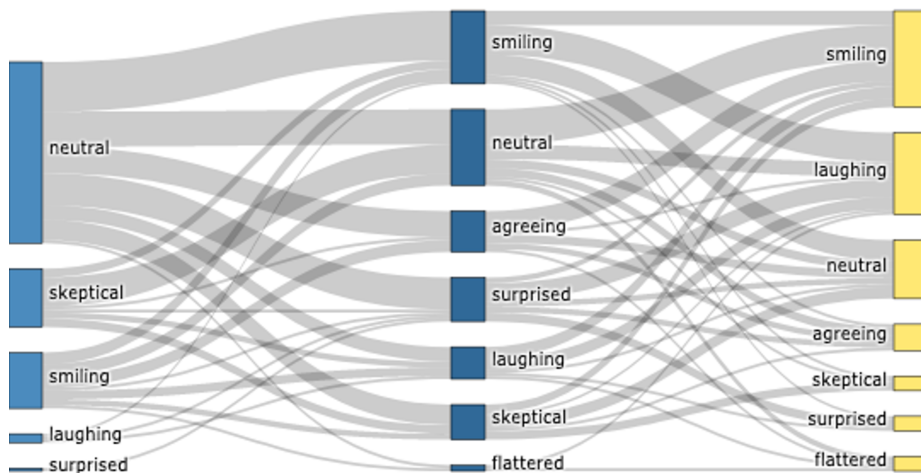 neutral
skeptical
smiling
laughing
surprised
smiling
neutral
agreeing
surprised
laughing
skeptical
flattered
smiling
laughing
neutral
agreeing
skeptical
surprised
flattered